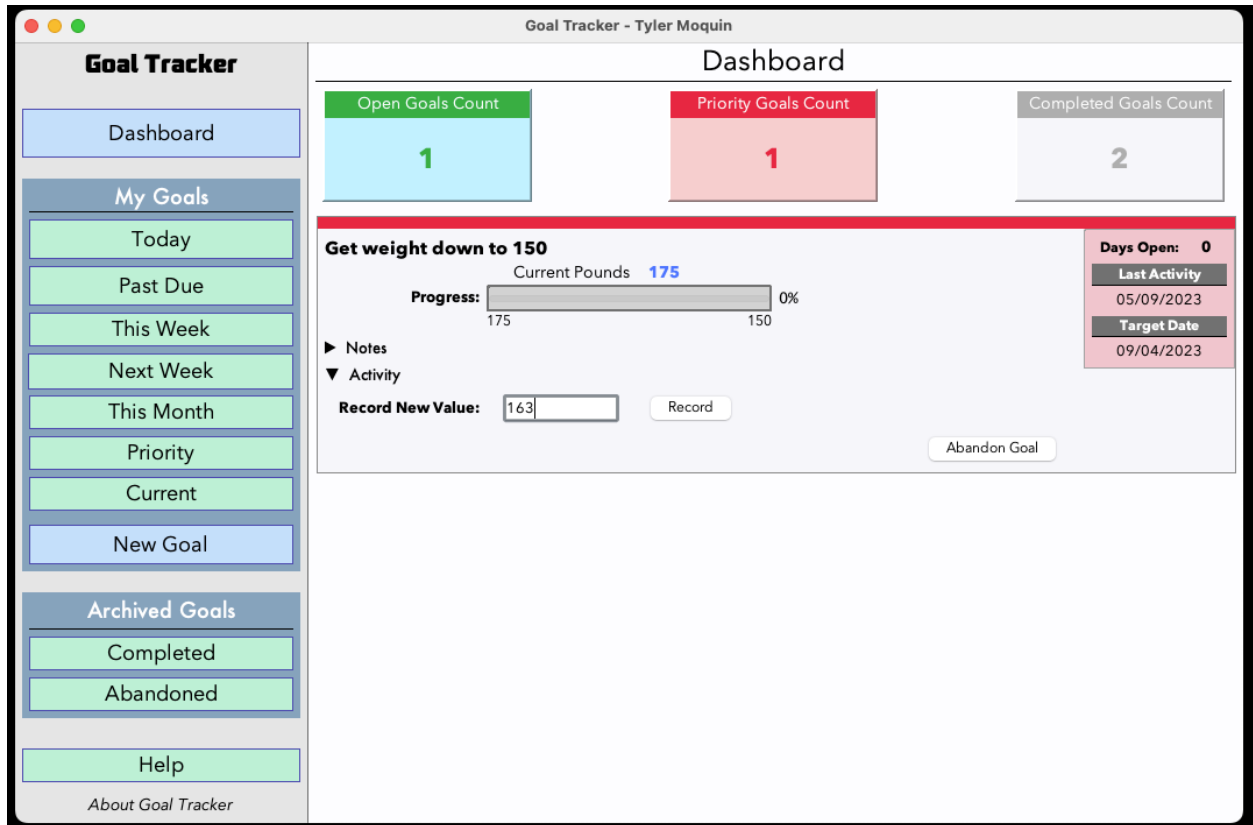 Goal Tracker - Tyler Moquin
Goal Tracker
Dashboard
My Goals
Today
Past Due
This Week
Next Week
This Month
Priority
Current
New Goal
Archived Goals
Completed
Abandoned
Help
About Goal Tracker
Dashboard
Open Goals Count
1
Priority Goals Count
1
Completed Goals Count
2
Get weight down to 150
Current Pounds 175
Progress: 0%
175 150
Notes
Activity
Record New Value: 163 Record
Abandon Goal
Days Open: 0
Last Activity
05/09/2023
Target Date
09/04/2023